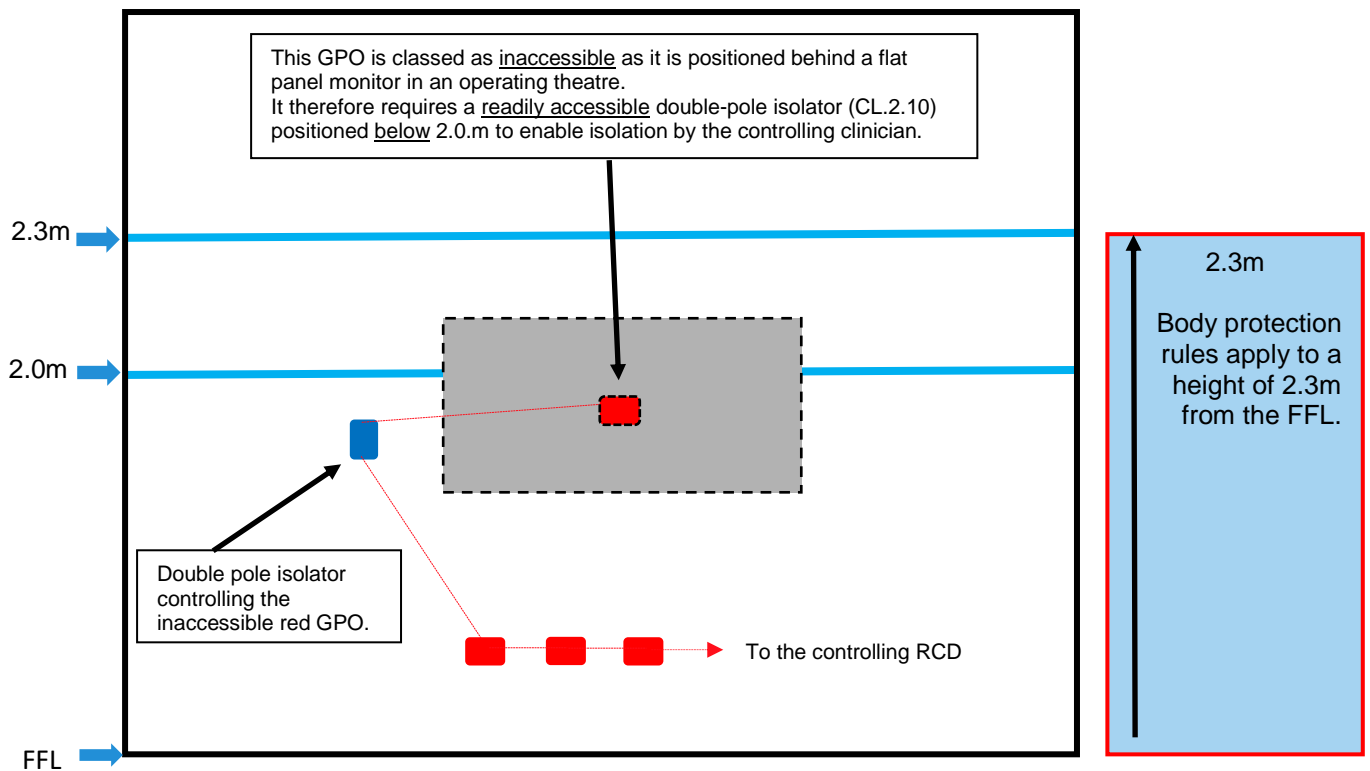 This GPO is classed as inaccessible as it is positioned behind a flat
panel monitor in an operating theatre.
It therefore requires a readily accessible double-pole isolator (CL.2.10)
positioned below 2.0.m to enable isolation by the controlling clinician.
2.3m
2.3m
Body protection
rules apply to a
height of 2.3m
from the FFL.
2.0m
Double pole isolator
controlling the
inaccessible red GPO.
To the controlling RCD
FFL